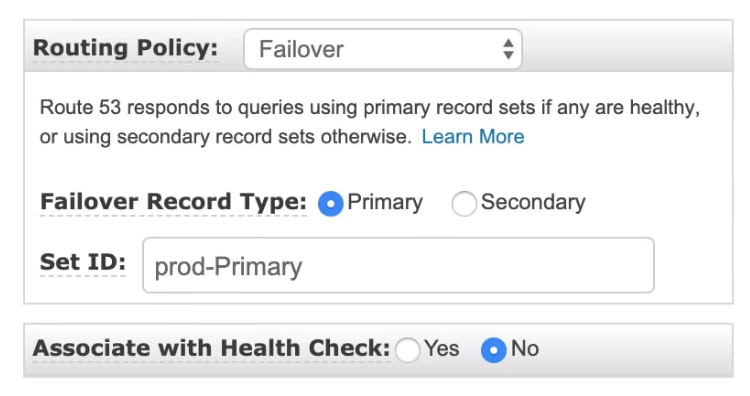 Routing Policy: Failover
Route 53 responds to queries using primary record sets if any are healthy,
or using secondary record sets otherwise. Learn More
Failover Record Type: Primary Secondary
Set ID: prod-Primary
Associate with Health Check: Yes No